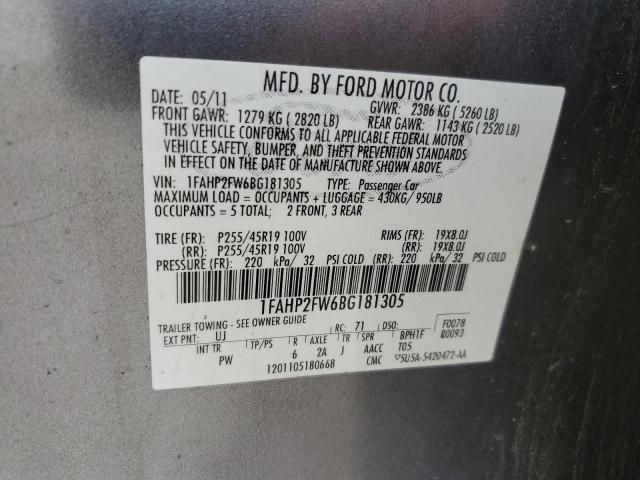 MFD. BY FORD MOTOR CO.
DATE: 05/11 GVWR: 2386 KG (5260 LB)
FRONT GAWR: 1279 KG (2820 LB) REAR GAWR: 1143 KG (2520 LB)
THIS VEHICLE CONFORMS TO ALL APPLICABLE FEDERAL MOTOR
VEHICLE SAFETY, BUMPER, AND THEFT PREVENTION STANDARDS
IN EFFECT ON THE DATE OF MANUFACTURE SHOWN ABOVE.
VIN: 1FAHP2FW6BG181305 TYPE: Passenger Car
MAXIMUM LOAD = OCCUPANTS + LUGGAGE = 430KG/950LB
OCCUPANTS = 5 TOTAL; 2 FRONT, 3 REAR
TIRE (FR): P255/45R19 100V RIMS (FR): 19X8.0J
(RR): P255/45R19 100V (RR): 19X8.0J
PRESSURE (FR): 220 kPa/ 32 PSI COLD (RR): 220 kPa/ 32 PSI COLD
1FAHP2FW6BG181305
TRAILER TOWING - SEE OWNER GUIDE
EXT PNT: UJ RC: 71 DSO: F0078
INT TR TP/PS R AXLE TR SPR BPH1F R0093
PW 6 2A J AACC T05
1201105180668 CMC 5U5A-5420472-AA